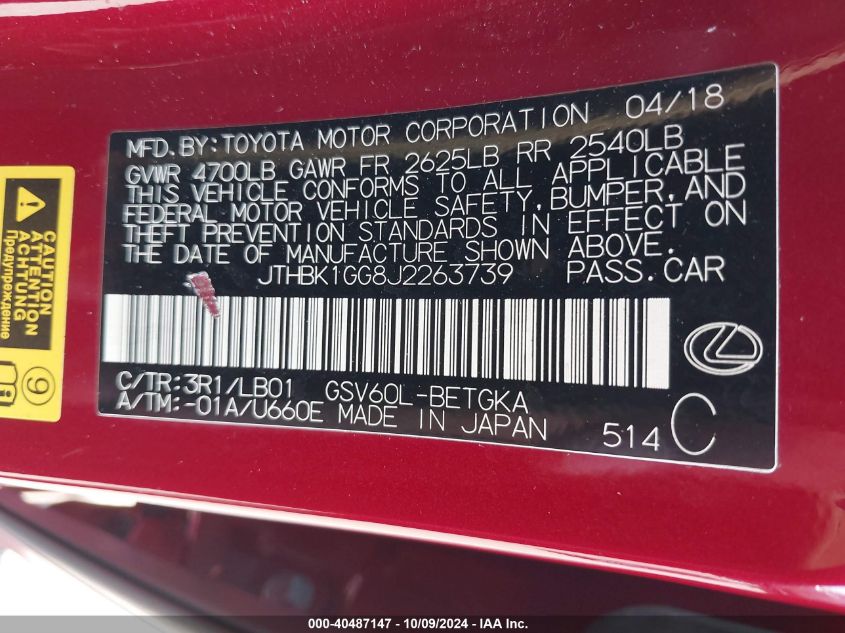 CAUTION
ATTENTION
ACHTUNG
Предупреждение
9
MFD. BY: TOYOTA MOTOR CORPORATION 04/18
GVWR 4700LB GAWR FR 2625LB RR 2540LB
THIS VEHICLE CONFORMS TO ALL APPLICABLE
FEDERAL MOTOR VEHICLE SAFETY, BUMPER, AND
THEFT PREVENTION STANDARDS IN EFFECT ON
THE DATE OF MANUFACTURE SHOWN ABOVE.
JTHBK1GG8J2263739 PASS.CAR
C/TR:3R1/LB01 GSV60L-BETGKA
A/TM:-01A/U660E MADE IN JAPAN
514 C
000-40487147 - 10/09/2024 - © IAA Inc.